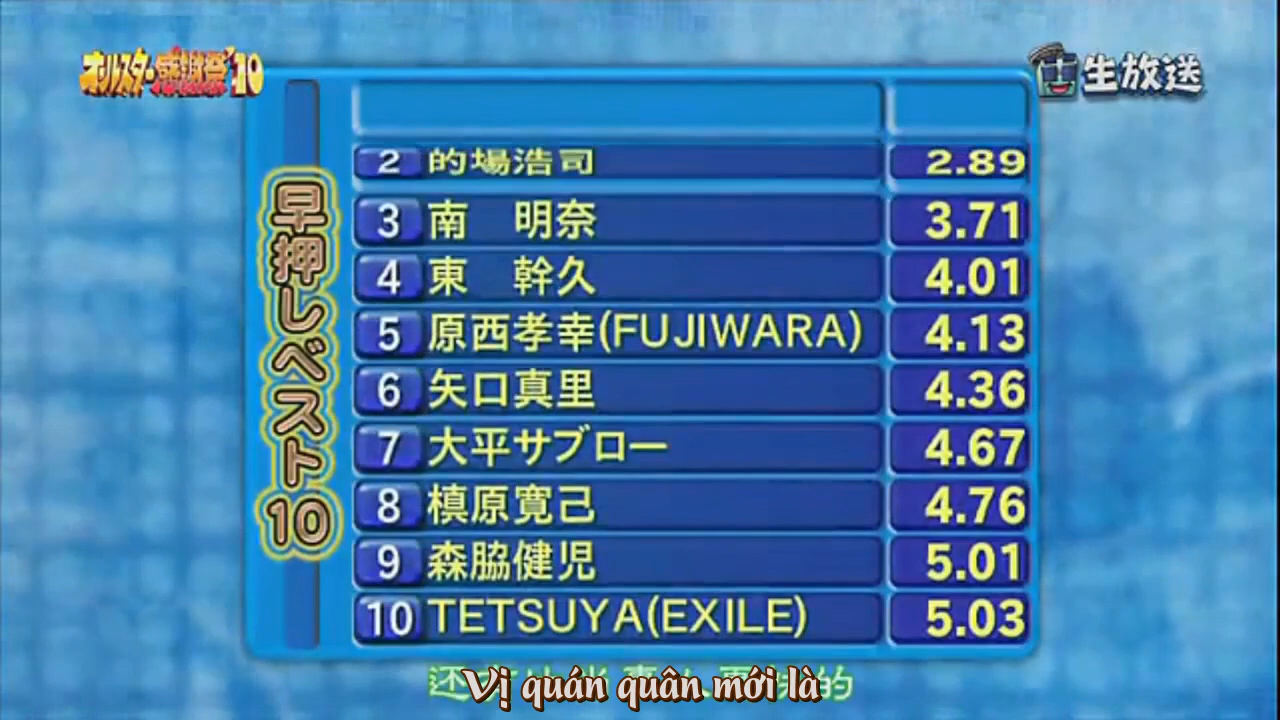 オールスター感謝祭'10
生放送
早押しベスト10
2 的場浩司 2.89
3 南 明奈 3.71
4 東 幹久 4.01
5 原西孝幸(FUJIWARA) 4.13
6 矢口真里 4.36
7 大平サブロー 4.67
8 槙原寛己 4.76
9 森脇健児 5.01
10 TETSUYA(EXILE) 5.03
Vị quán quân mới là